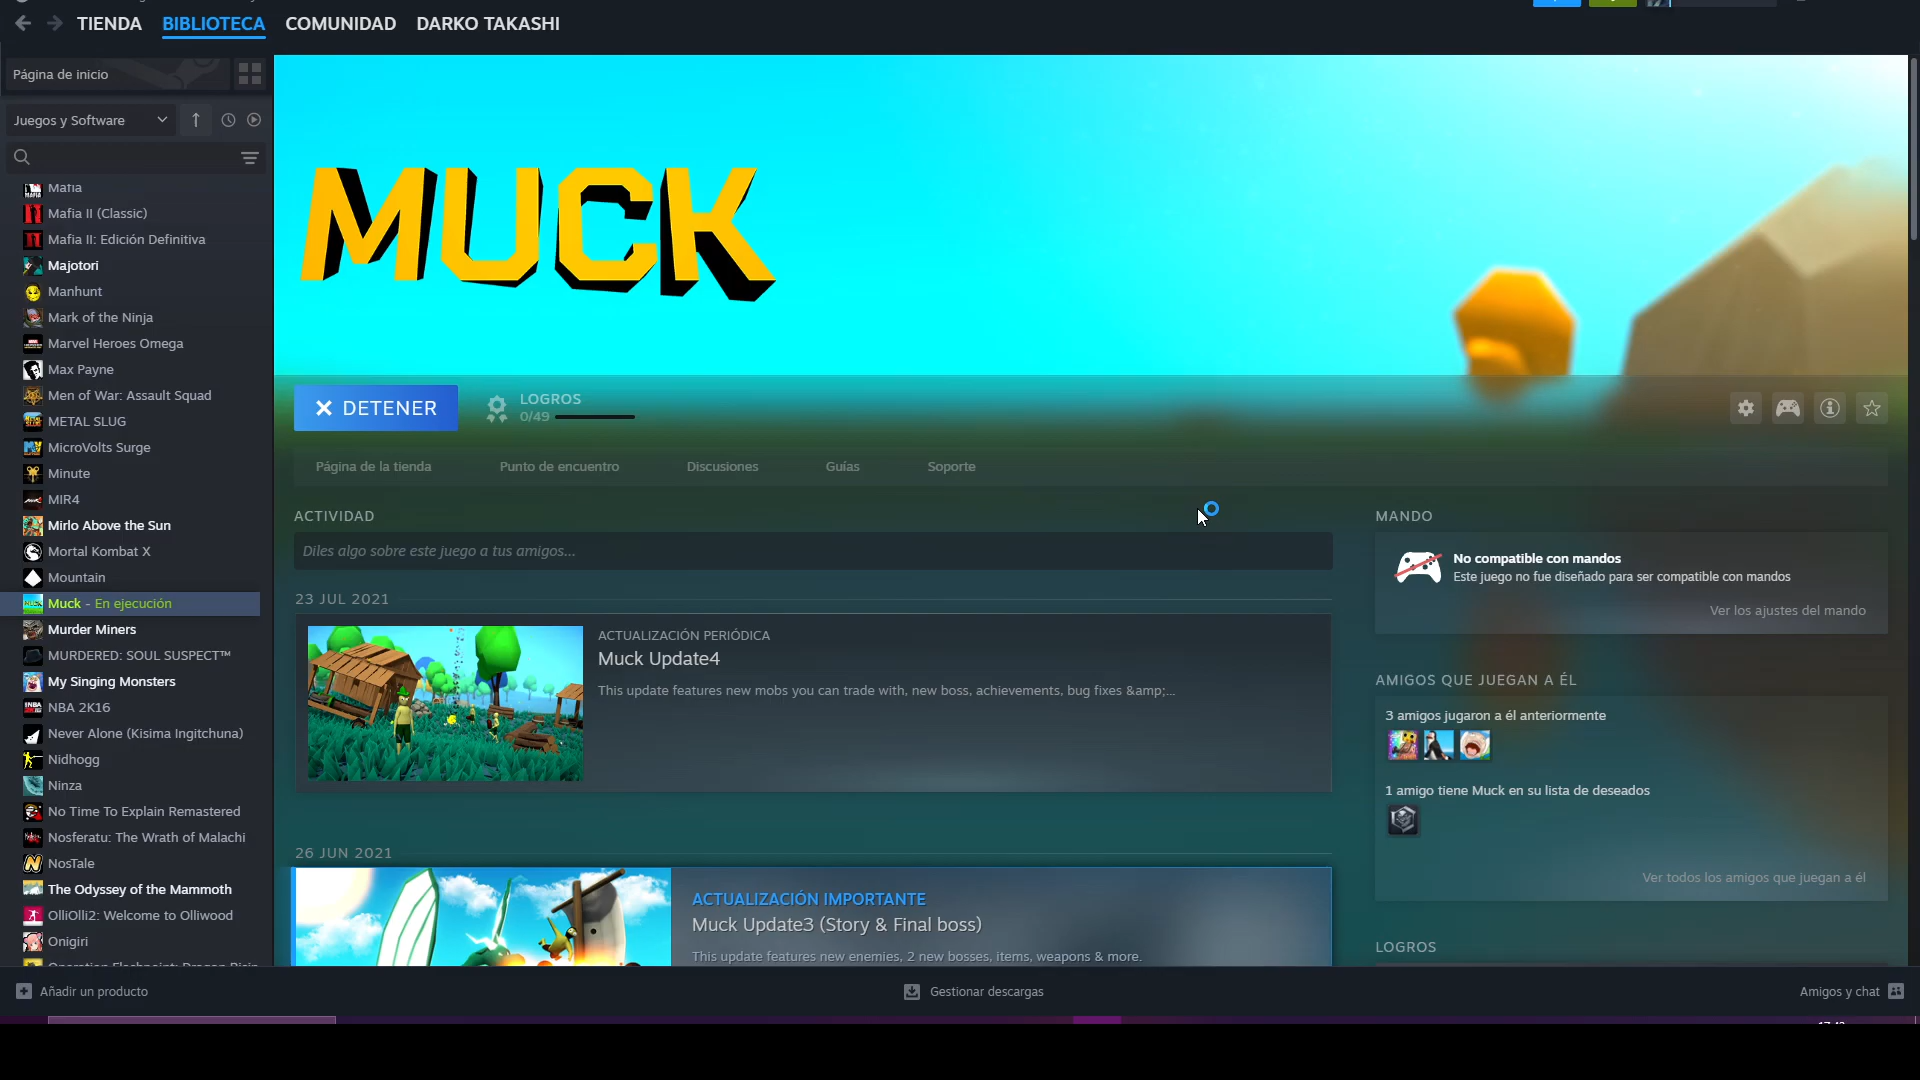 TIENDA BIBLIOTECA COMUNIDAD DARKO TAKASHI
Página de inicio
Juegos y Software
Mafia
Mafia II (Classic)
Mafia II: Edición Definitiva
Majotori
Manhunt
Mark of the Ninja
Marvel Heroes Omega
Max Payne
Men of War: Assault Squad
METAL SLUG
MicroVolts Surge
Minute
MIR4
Mirlo Above the Sun
Mortal Kombat X
Mountain
Muck - En ejecución
Murder Miners
MURDERED: SOUL SUSPECT™
My Singing Monsters
NBA 2K16
Never Alone (Kisima Ingitchuna)
Nidhogg
Ninza
No Time To Explain Remastered
Nosferatu: The Wrath of Malachi
NosTale
The Odyssey of the Mammoth
OlliOlli2: Welcome to Olliwood
Onigiri
MUCK
DETENER
LOGROS
0/49
Página de la tienda
Punto de encuentro
Discusiones
Guías
Soporte
ACTIVIDAD
Diles algo sobre este juego a tus amigos...
23 JUL 2021
ACTUALIZACIÓN PERIÓDICA
Muck Update4
This update features new mobs you can trade with, new boss, achievements, bug fixes &amp;...
26 JUN 2021
ACTUALIZACIÓN IMPORTANTE
Muck Update3 (Story & Final boss)
This update features new enemies, 2 new bosses, items, weapons & more.
MANDO
No compatible con mandos
Este juego no fue diseñado para ser compatible con mandos
Ver los ajustes del mando
AMIGOS QUE JUEGAN A ÉL
3 amigos jugaron a él anteriormente
1 amigo tiene Muck en su lista de deseados
Ver todos los amigos que juegan a él
LOGROS
Añadir un producto
Gestionar descargas
Amigos y chat